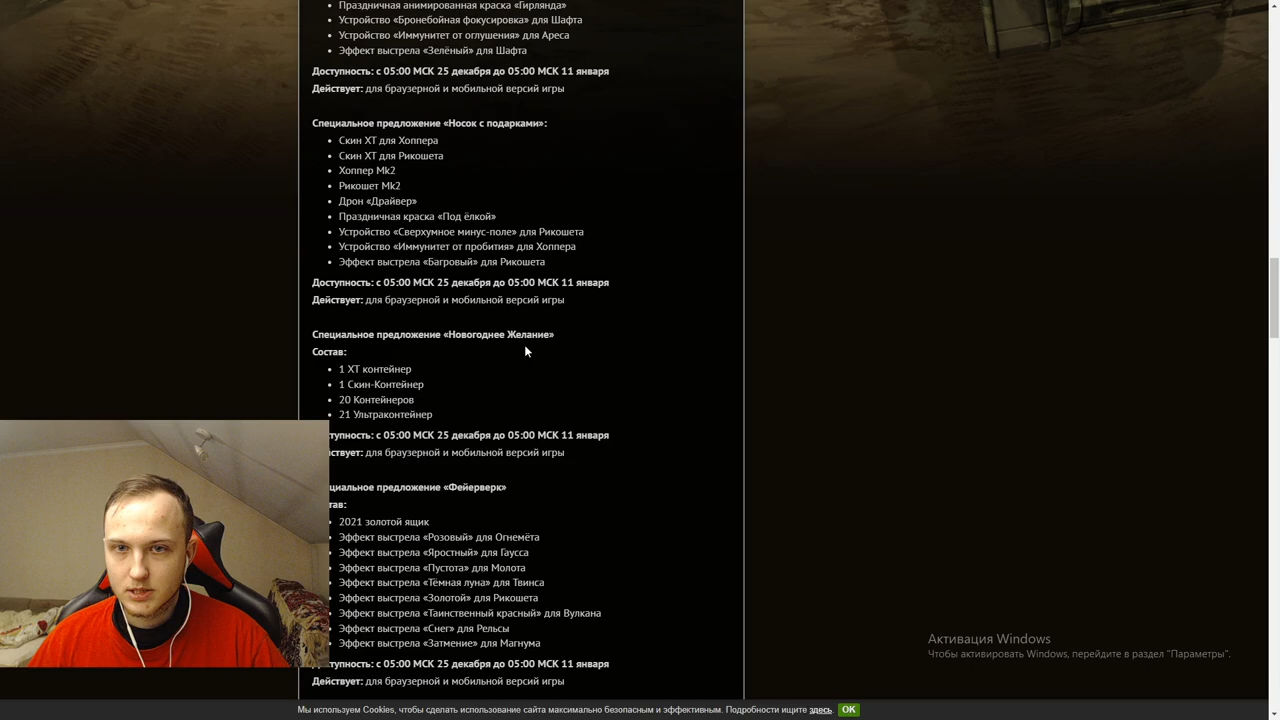 Праздничная анимированная краска «Гирлянда»
Устройство «Бронебойная фокусировка» для Шафта
Устройство «Иммунитет от оглушения» для Ареса
Эффект выстрела «Зелёный» для Шафта
Доступность: с 05:00 МСК 25 декабря до 05:00 МСК 11 января
Действует: для браузерной и мобильной версий игры
Специальное предложение «Носок с подарками»:
Скин XT для Хоппера
Скин XT для Рикошета
Хоппер Mk2
Рикошет Mk2
Дрон «Драйвер»
Праздничная краска «Под ёлкой»
Устройство «Сверхумное минус-поле» для Рикошета
Устройство «Иммунитет от пробития» для Хоппера
Эффект выстрела «Багровый» для Рикошета
Доступность: с 05:00 МСК 25 декабря до 05:00 МСК 11 января
Действует: для браузерной и мобильной версий игры
Специальное предложение «Новогоднее Желание»
Состав:
1 XT контейнер
1 Скин-Контейнер
20 Контейнеров
21 Ультраконтейнер
тупность: с 05:00 МСК 25 декабря до 05:00 МСК 11 января
ствует: для браузерной и мобильной версий игры
циальное предложение «Фейерверк»
тав:
2021 золотой ящик
Эффект выстрела «Розовый» для Огнемёта
Эффект выстрела «Яростный» для Гаусса
Эффект выстрела «Пустота» для Молота
Эффект выстрела «Тёмная луна» для Твинса
Эффект выстрела «Золотой» для Рикошета
Эффект выстрела «Таинственный красный» для Вулкана
Эффект выстрела «Снег» для Рельсы
Эффект выстрела «Затмение» для Магнума
тупность: с 05:00 МСК 25 декабря до 05:00 МСК 11 января
Действует: для браузерной и мобильной версий игры
Активация Windows
Чтобы активировать Windows, перейдите в раздел "Параметры".
Мы используем Cookies, чтобы сделать использование сайта максимально безопасным и эффективным. Подробности ищите здесь. OK